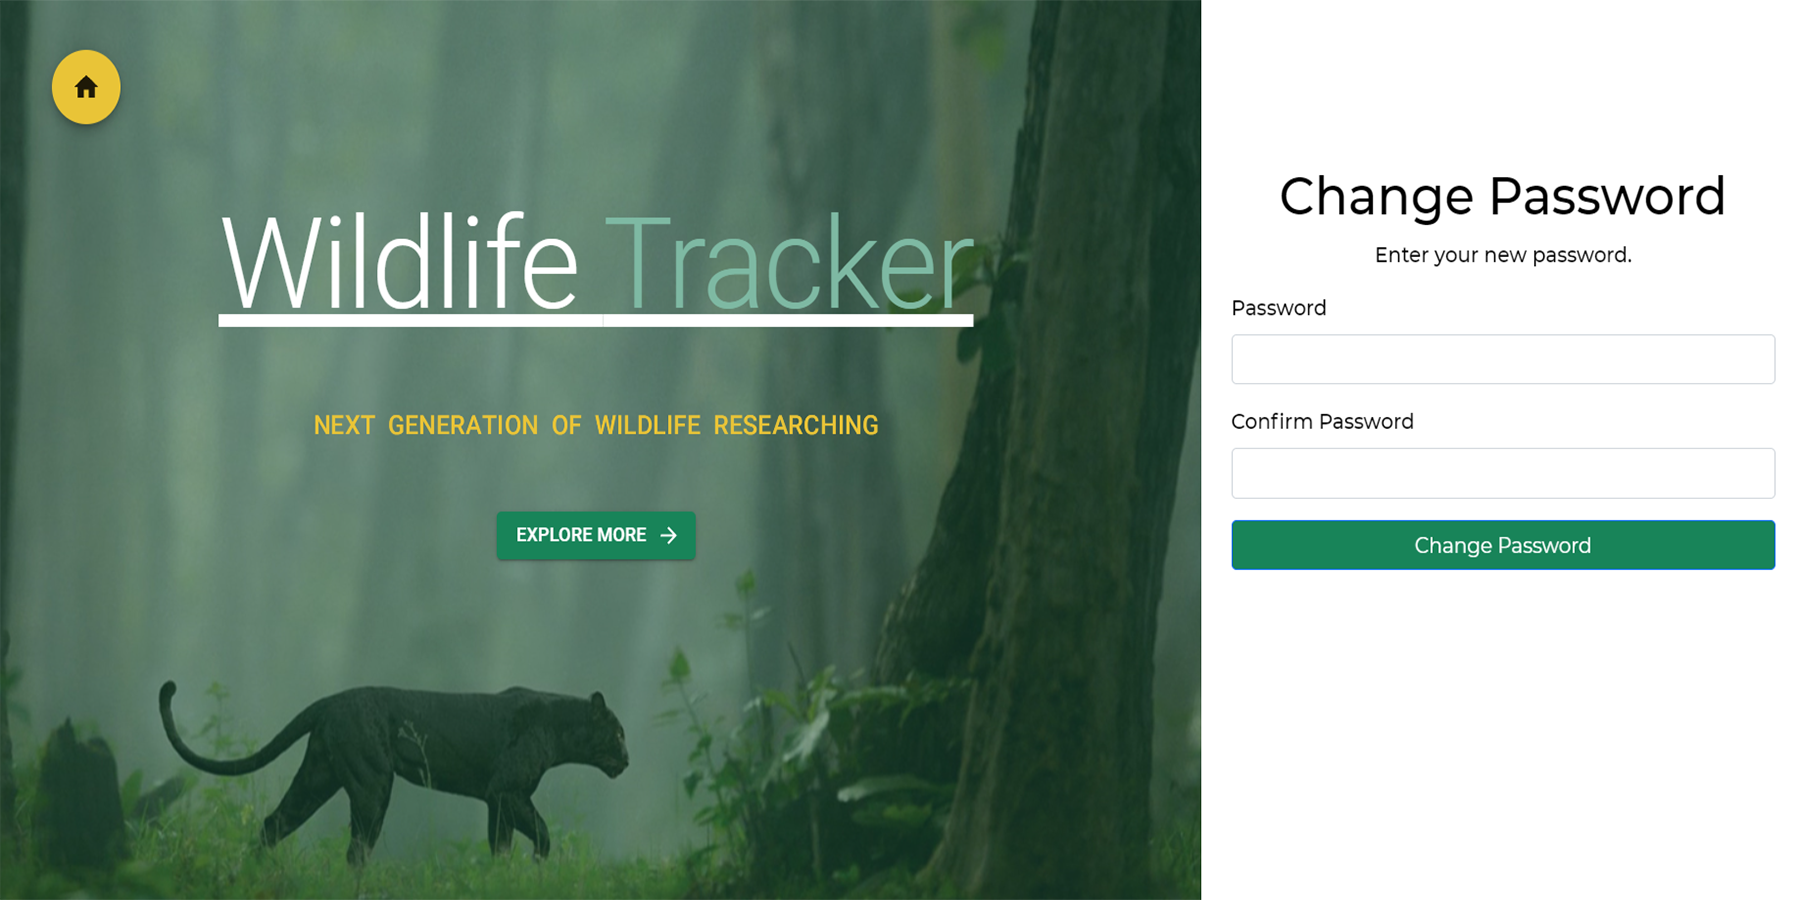 Wildlife Tracker
NEXT GENERATION OF WILDLIFE RESEARCHING
EXPLORE MORE
Change Password
Enter your new password.
Password
Confirm Password
Change Password